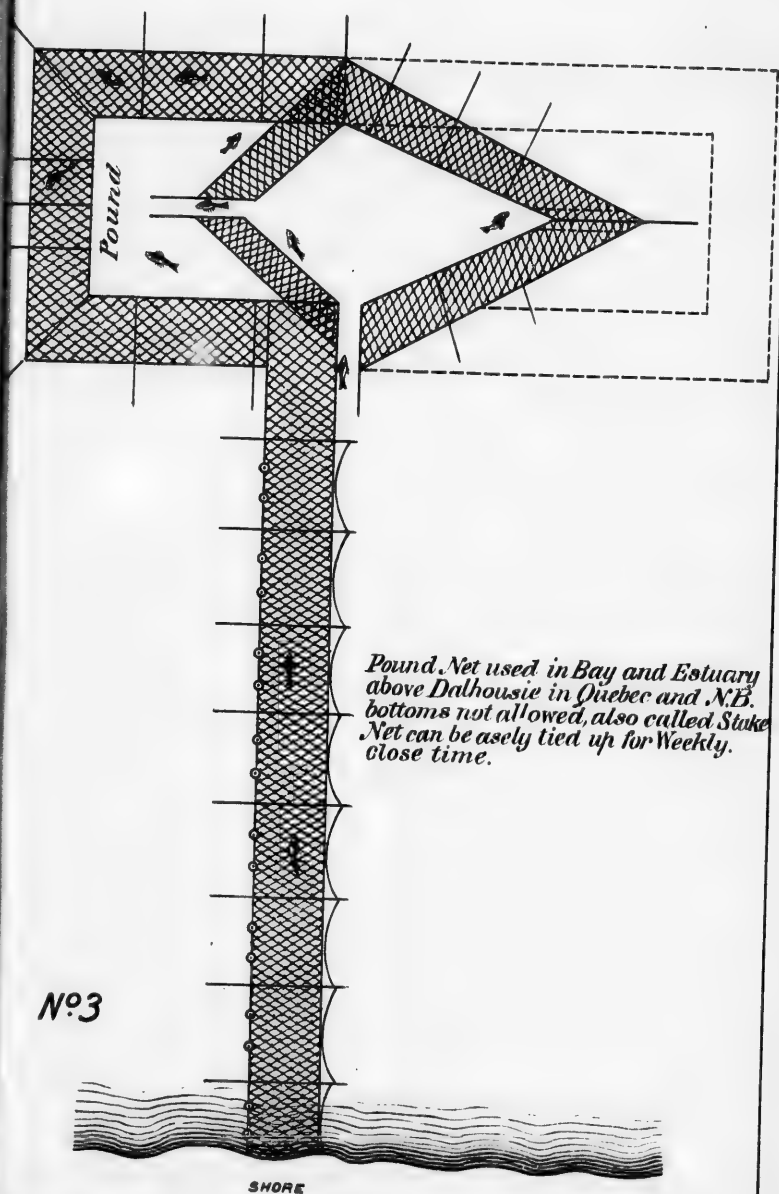 Pound
Pound Net used in Bay and Estuary
above Dalhousie in Quebec and N.B.
bottoms not allowed, also called Stake
Net can be asely tied up for Weekly.
close time.
Nº3
SHORE